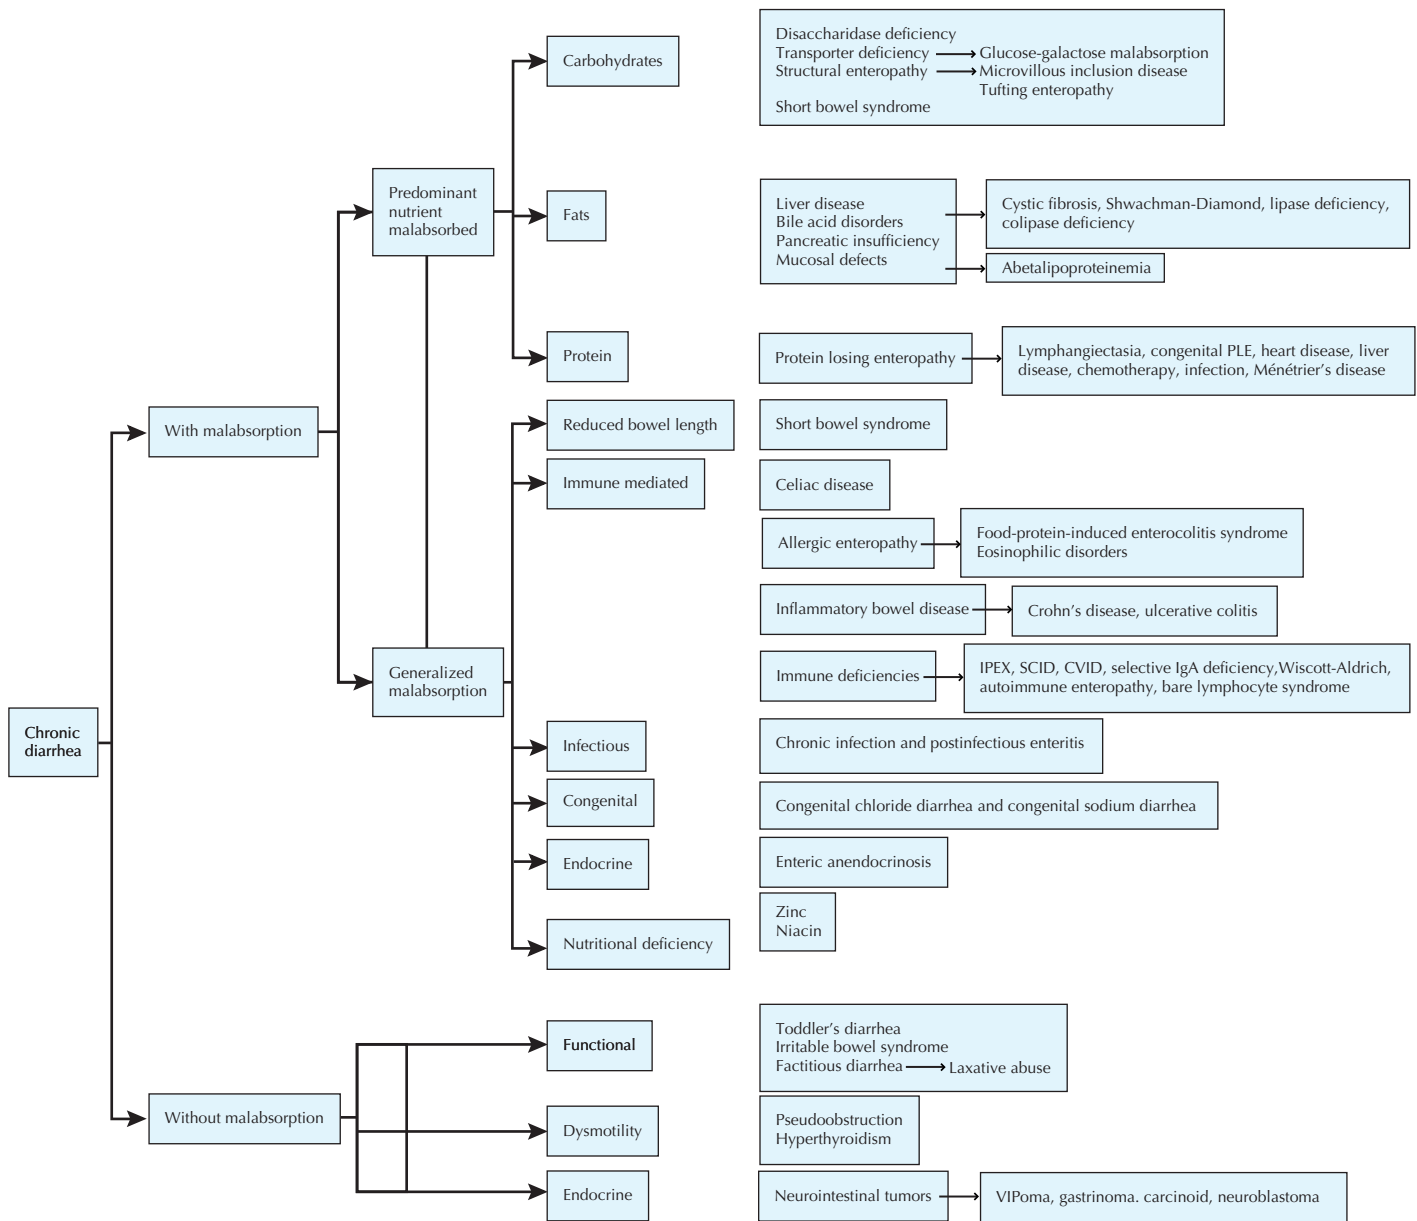 Carbohydrates
Disaccharidase deficiency
Transporter deficiency
Glucose-galactose malabsorption
Structural enteropathy
Microvillous inclusion disease
Tufting enteropathy
Short bowel syndrome
Predominant
nutrient
malabsorbed
Fats
Liver disease
Bile acid disorders
Pancreatic insufficiency
Mucosal defects
Cystic fibrosis, Shwachman-Diamond, lipase deficiency,
colipase deficiency
Abetalipoproteinemia
Protein
Protein losing enteropathy
Lymphangiectasia, congenital PLE, heart disease, liver
disease, chemotherapy, infection, Ménétrier’s disease
With malabsorption
Reduced bowel length
Short bowel syndrome
Immune mediated
Celiac disease
Allergic enteropathy
Food-protein-induced enterocolitis syndrome
Eosinophilic disorders
Inflammatory bowel disease
Crohn’s disease, ulcerative colitis
Generalized
malabsorption
Immune deficiencies
IPEX, SCID, CVID, selective IgA deficiency,Wiscott-Aldrich,
autoimmune enteropathy, bare lymphocyte syndrome
Chronic
diarrhea
Infectious
Chronic infection and postinfectious enteritis
Congenital
Congenital chloride diarrhea and congenital sodium diarrhea
Endocrine
Enteric anendocrinosis
Nutritional deficiency
Zinc
Niacin
Without malabsorption
Functional
Toddler’s diarrhea
Irritable bowel syndrome
Factitious diarrhea
Laxative abuse
Dysmotility
Pseudoobstruction
Hyperthyroidism
Endocrine
Neurointestinal tumors
VIPoma, gastrinoma. carcinoid, neuroblastoma